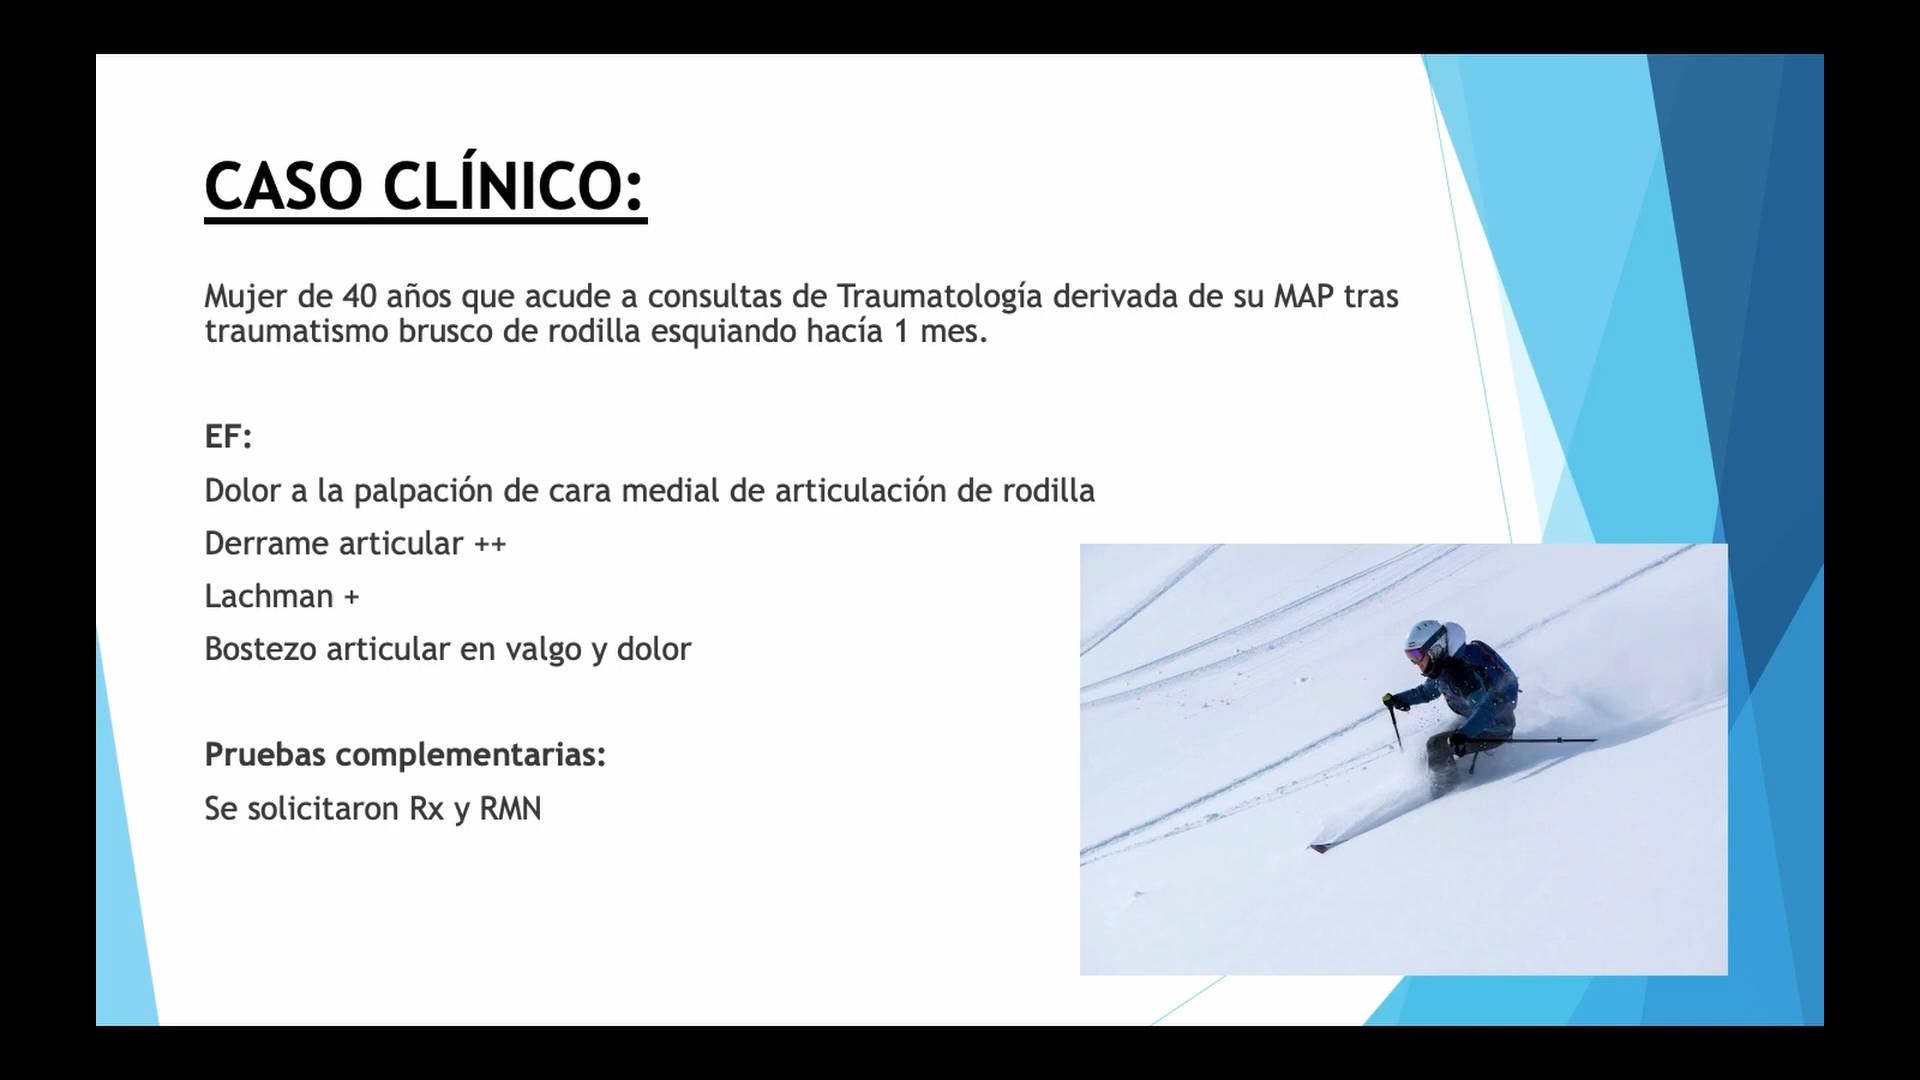 CASO CLÍNICO:
Mujer de 40 años que acude a consultas de Traumatología derivada de su MAP tras
traumatismo brusco de rodilla esquiando hacía 1 mes.
EF:
Dolor a la palpación de cara medial de articulación de rodilla
Derrame articular ++
Lachman +
Bostezo articular en valgo y dolor
Pruebas complementarias:
Se solicitaron Rx y RMN